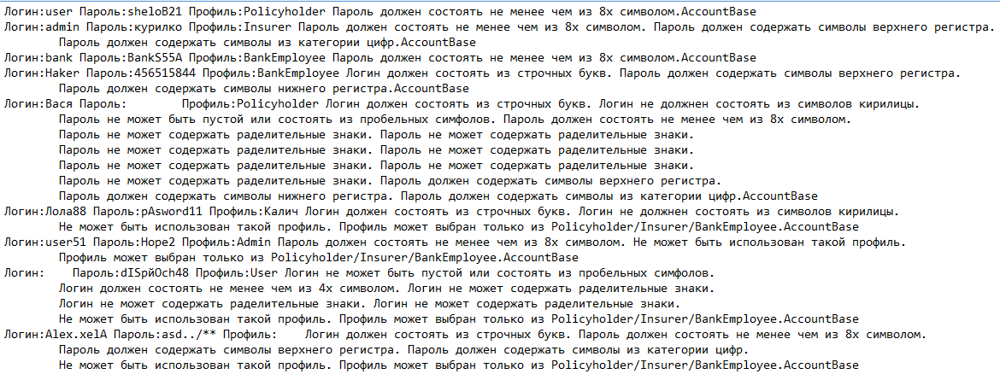 Логин:user Пароль:sheloB21 Профиль:Policyholder Пароль должен состоять не менее чем из 8х символом.AccountBase
Логин:admin Пароль:курилко Профиль:Insurer Пароль должен состоять не менее чем из 8х символом. Пароль должен содержать символы верхнего регистра.
Пароль должен содержать символы из категории цифр.AccountBase
Логин:bank Пароль:BankS55A Профиль:BankEmployee Пароль должен состоять не менее чем из 8х символом.AccountBase
Логин:Haker Пароль:456515844 Профиль:BankEmployee Логин должен состоять из строчных букв. Пароль должен содержать символы верхнего регистра.
Пароль должен содержать символы нижнего регистра.AccountBase
Логин:Вася Пароль:        Профиль:Policyholder Логин должен состоять из строчных букв. Логин не должнен состоять из символов кирилицы.
Пароль не может быть пустой или состоять из пробельных симфолов. Пароль должен состоять не менее чем из 8х символом.
Пароль не может содержать раделительные знаки. Пароль не может содержать раделительные знаки.
Пароль не может содержать раделительные знаки. Пароль не может содержать раделительные знаки.
Пароль не может содержать раделительные знаки. Пароль не может содержать раделительные знаки.
Пароль не может содержать раделительные знаки. Пароль должен содержать символы верхнего регистра.
Пароль должен содержать символы нижнего регистра. Пароль должен содержать символы из категории цифр.AccountBase
Логин:Лола88 Пароль:pAsword11 Профиль:Калич Логин должен состоять из строчных букв. Логин не должнен состоять из символов кирилицы.
Не может быть использован такой профиль. Профиль может выбран только из Policyholder/Insurer/BankEmployee.AccountBase
Логин:user51 Пароль:Hope2 Профиль:Admin Пароль должен состоять не менее чем из 8х символом. Не может быть использован такой профиль.
Профиль может выбран только из Policyholder/Insurer/BankEmployee.AccountBase
Логин:    Пароль:dISpйOch48 Профиль:User Логин не может быть пустой или состоять из пробельных симфолов.
Логин должен состоять не менее чем из 4х символом. Логин не может содержать раделительные знаки.
Логин не может содержать раделительные знаки. Логин не может содержать раделительные знаки.
Не может быть использован такой профиль. Профиль может выбран только из Policyholder/Insurer/BankEmployee.AccountBase
Логин:Alex.xelA Пароль:asd../** Профиль:    Логин должен состоять из строчных букв. Пароль должен состоять не менее чем из 8х символом.
Пароль должен содержать символы верхнего регистра. Пароль должен содержать символы из категории цифр.
Не может быть использован такой профиль. Профиль может выбран только из Policyholder/Insurer/BankEmployee.AccountBase